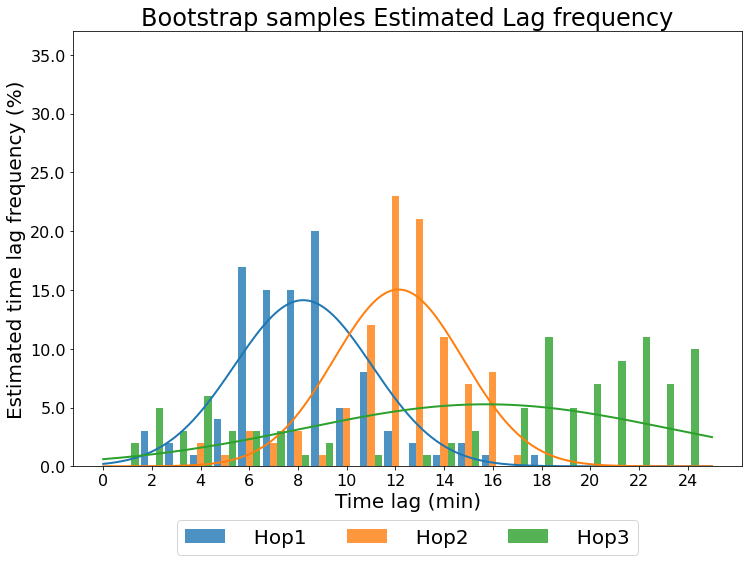 Bootstrap samples Estimated Lag frequency
Estimated time lag frequency (%)
35.0
30.0
25.0
20.0
15.0
10.0
5.0
0.0
0 2 4 6 8 10 12 14 16 18 20 22 24
Time lag (min)
Hop1 Hop2 Hop3